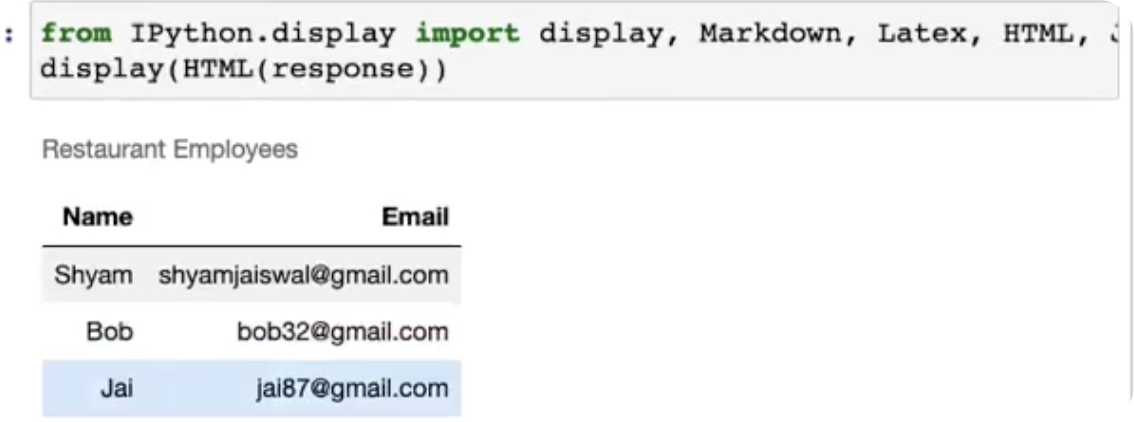 : from IPython.display import display, Markdown, Latex, HTML,
display(HTML(response))
Restaurant Employees
Name Email
Shyam shyamjaiswal@gmail.com
Bob bob32@gmail.com
Jai jai87@gmail.com